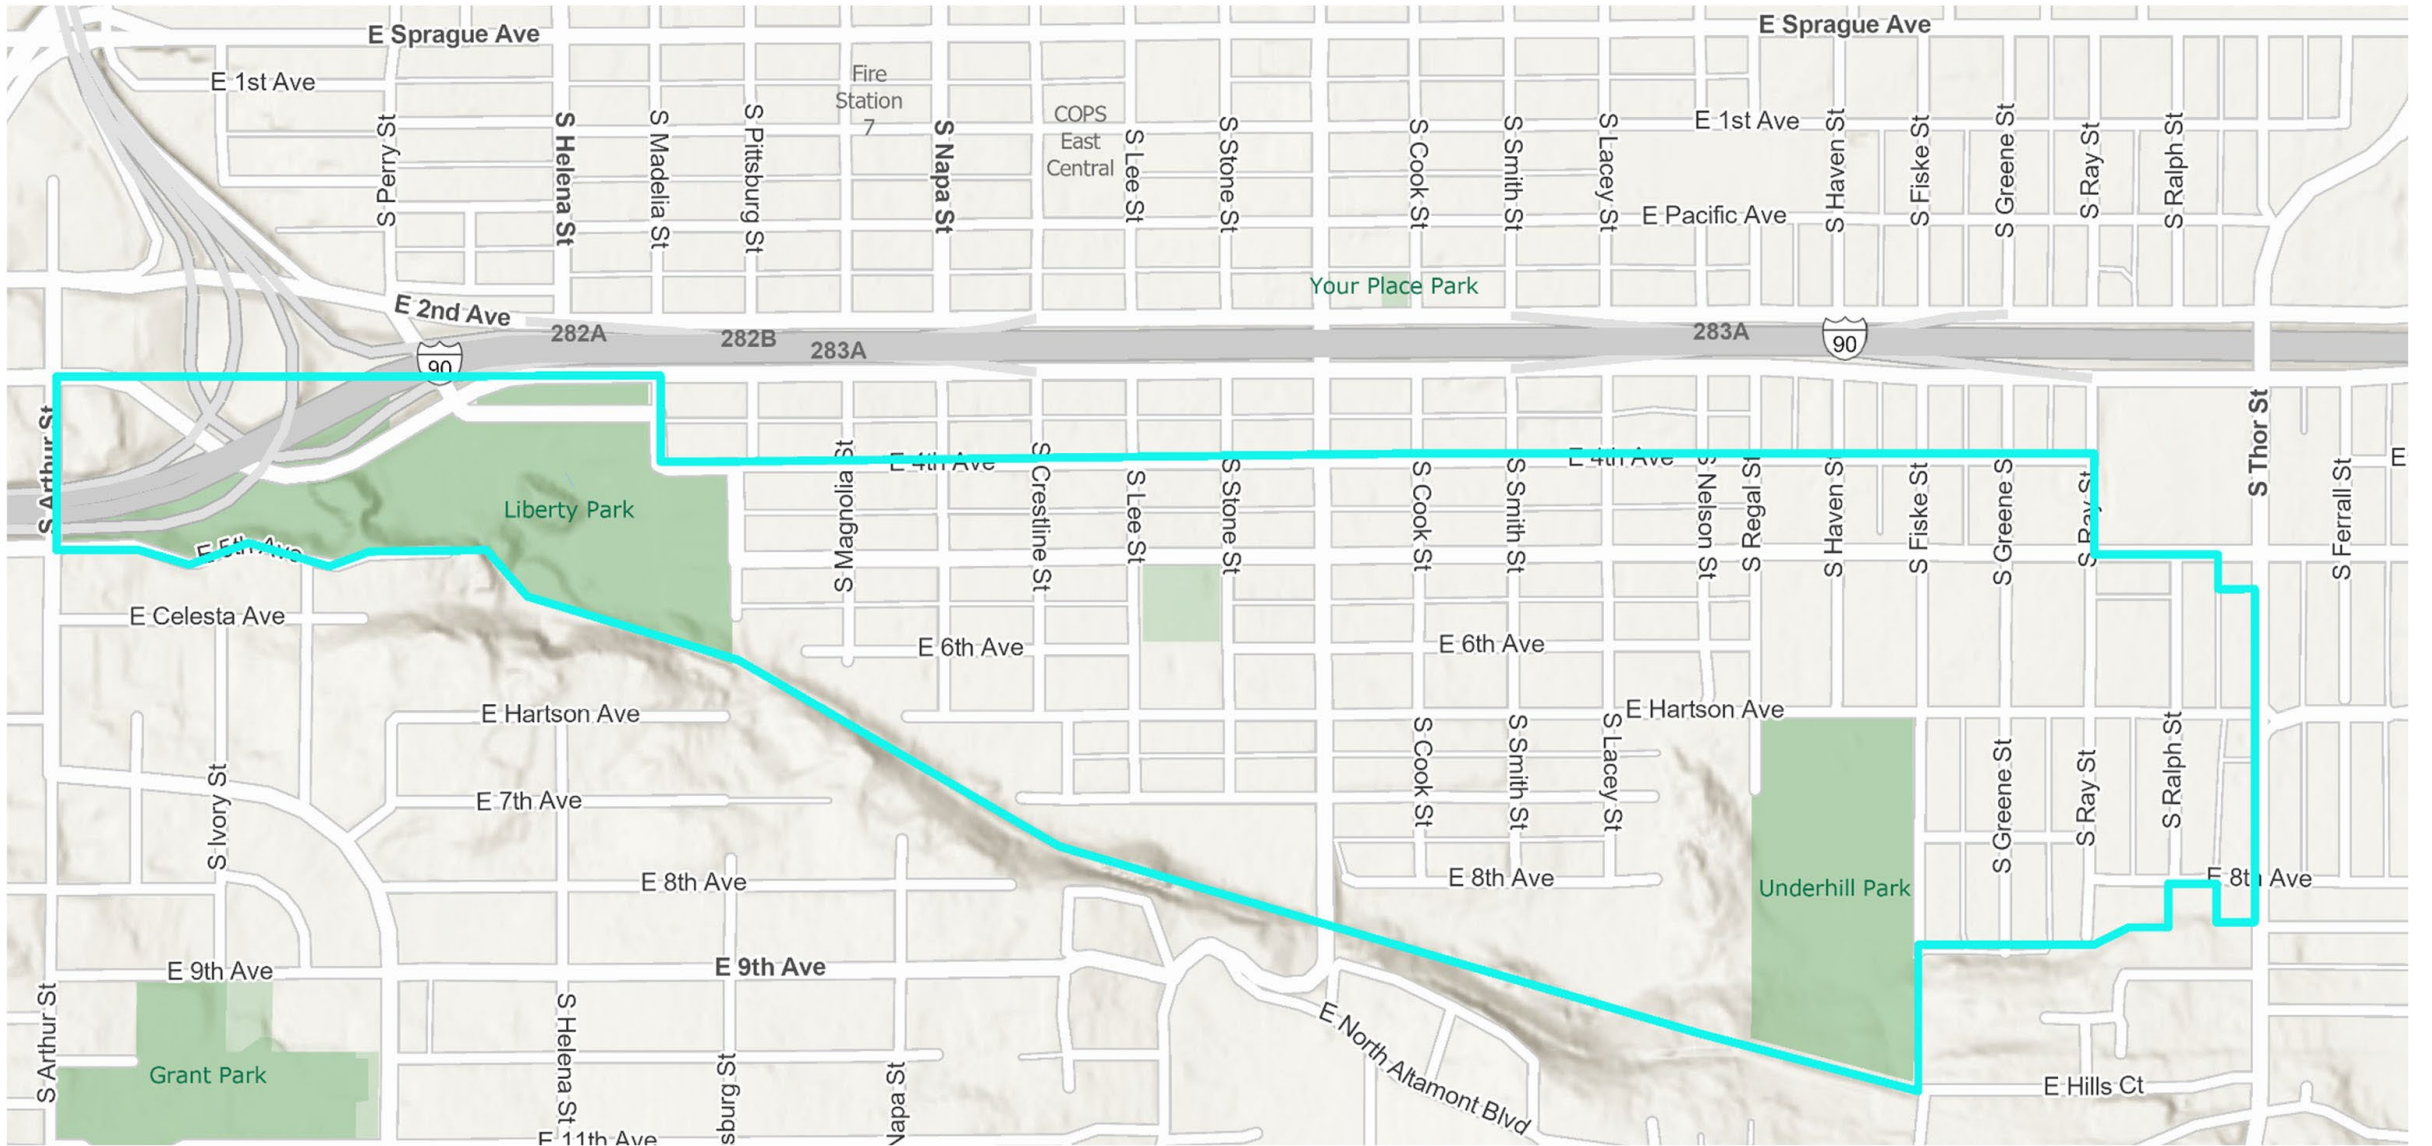 E Sprague Ave
E Sprague Ave
E 1st Ave
Fire
Station
7
COPS
East
Central
E 1st Ave
S Perry St
S Helena St
S Madelia St
S Pittsburg St
S Napa St
S Lee St
S Stone St
S Cook St
S Smith St
S Lacey St
S Haven St
S Fiske St
S Greene St
S Ray St
S Ralph St
E Pacific Ave
Your Place Park
E 2nd Ave
282A
282B
283A
283A
90
90
S Arthur St
S Thor St
E 4th Ave
E 4th Ave
E
Liberty Park
S Magnolia St
S Crestline St
S Lee St
S Stone St
S Cook St
S Smith St
S Nelson St
S Regal St
S Haven St
S Fiske St
S Greene S
S Ray St
S Ferrall St
E 5th Ave
E Celesta Ave
E 6th Ave
E 6th Ave
E Hartson Ave
E Hartson Ave
S Ivory St
E 7th Ave
S Cook St
S Smith St
S Lacey St
S Greene St
S Ray St
S Ralph St
E 8th Ave
E 8th Ave
E 8th Ave
Underhill Park
E 9th Ave
E 9th Ave
S Arthur St
S Helena St
E North Altamont Blvd
Grant Park
E Hills Ct
sburg St
Napa St
E 11th Ave